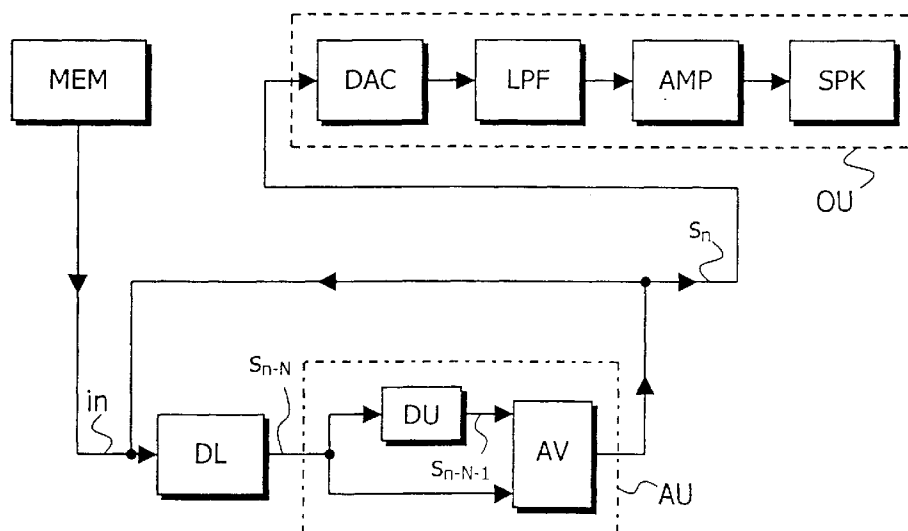 MEM
DAC
LPF
AMP
SPK
OU
Sn
in
DL
Sn-N
DU
Sn-N-1
AV
AU